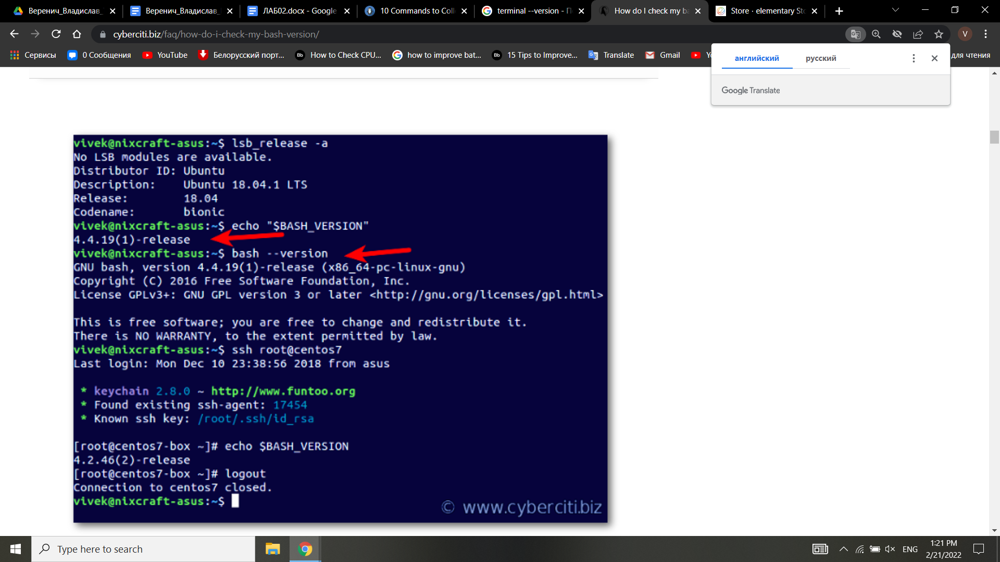 Веренич_Владислав_
Веренич_Владислав_
ЛАБ02.docx - Google
10 Commands to Coll
terminal --version - П
How do I check my ba
Store · elementary Sto
cyberciti.biz/faq/how-do-i-check-my-bash-version/
V
Сервисы
0 Сообщения
YouTube
Белорусский порт...
Bb
How to Check CPU...
how to improve bat...
Bb
15 Tips to Improve...
Translate
Gmail
для чтения
английский
русский
Google Translate
vivek@nixcraft-asus:~$ lsb_release -a
No LSB modules are available.
Distributor ID: Ubuntu
Description: Ubuntu 18.04.1 LTS
Release: 18.04
Codename: bionic
vivek@nixcraft-asus:~$ echo "$BASH_VERSION"
4.4.19(1)-release
vivek@nixcraft-asus:~$ bash --version
GNU bash, version 4.4.19(1)-release (x86_64-pc-linux-gnu)
Copyright (C) 2016 Free Software Foundation, Inc.
License GPLv3+: GNU GPL version 3 or later <http://gnu.org/licenses/gpl.html>
This is free software; you are free to change and redistribute it.
There is NO WARRANTY, to the extent permitted by law.
vivek@nixcraft-asus:~$ ssh root@centos7
Last login: Mon Dec 10 23:38:56 2018 from asus
* keychain 2.8.0 ~ http://www.funtoo.org
* Found existing ssh-agent: 17454
* Known ssh key: /root/.ssh/id_rsa
[root@centos7-box ~]# echo $BASH_VERSION
4.2.46(2)-release
[root@centos7-box ~]# logout
Connection to centos7 closed.
vivek@nixcraft-asus:~$
© www.cyberciti.biz
Type here to search
ENG
1:21 PM
2/21/2022